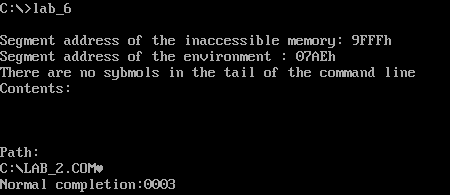 C:\>lab_6
Segment address of the inaccessible memory: 9FFFh
Segment address of the environment : 07AEh
There are no sybmols in the tail of the command line
Contents:
Path:
C:\LAB_2.COM♥
Normal completion:0003